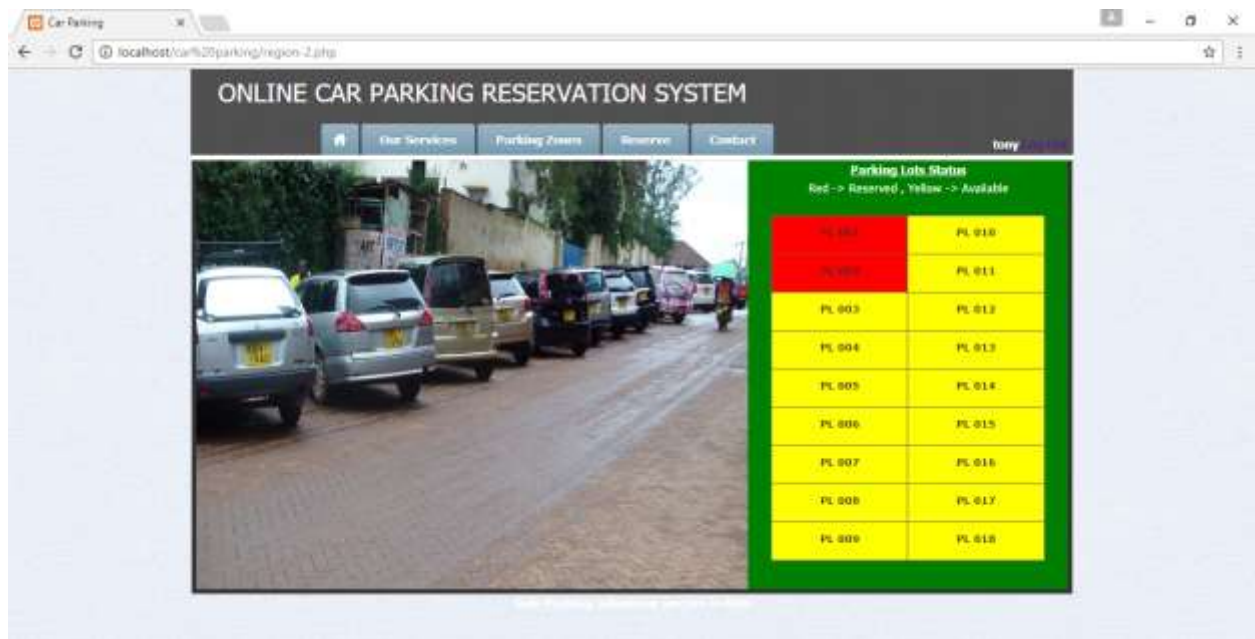 Car Parking
localhost/car%20parking/region-2.php
ONLINE CAR PARKING RESERVATION SYSTEM
Our Services Parking Zones Reserve Contact
tony Log Out
Parking Lots Status
Red -> Reserved , Yellow -> Available
PL 010
PL 011
PL 003 PL 012
PL 004 PL 013
PL 005 PL 014
PL 006 PL 015
PL 007 PL 016
PL 008 PL 017
PL 009 PL 018